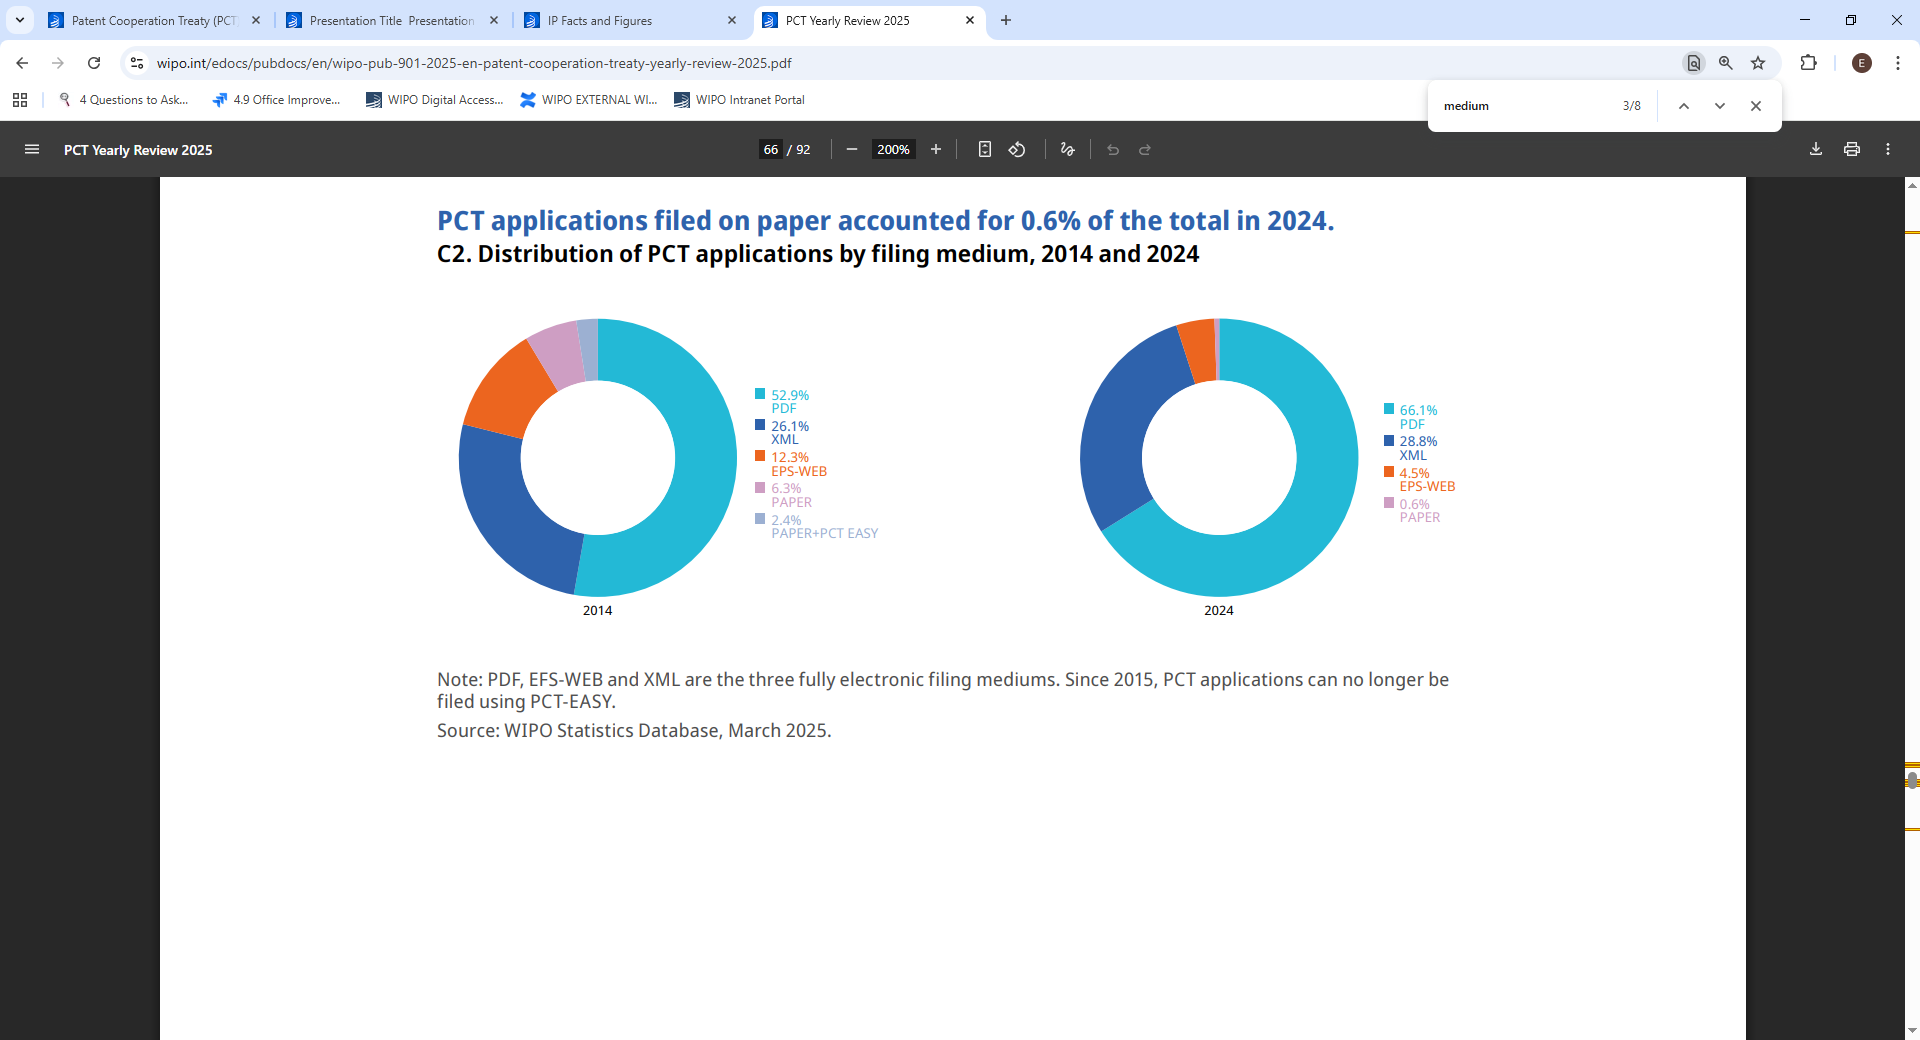 Patent Cooperation Treaty (PCT
Presentation Title Presentation
IP Facts and Figures
PCT Yearly Review 2025
wipo.int/edocs/pubdocs/en/wipo-pub-901-2025-en-patent-cooperation-treaty-yearly-review-2025.pdf
E
4 Questions to Ask...
4.9 Office Improve...
WIPO Digital Access...
WIPO EXTERNAL WI...
WIPO Intranet Portal
medium 3/8
PCT Yearly Review 2025
66 / 92
200%
PCT applications filed on paper accounted for 0.6% of the total in 2024.
C2. Distribution of PCT applications by filing medium, 2014 and 2024
52.9%
PDF
26.1%
XML
12.3%
EPS-WEB
6.3%
PAPER
2.4%
PAPER+PCT EASY
2014
66.1%
PDF
28.8%
XML
4.5%
EPS-WEB
0.6%
PAPER
2024
Note: PDF, EFS-WEB and XML are the three fully electronic filing mediums. Since 2015, PCT applications can no longer be
filed using PCT-EASY.
Source: WIPO Statistics Database, March 2025.